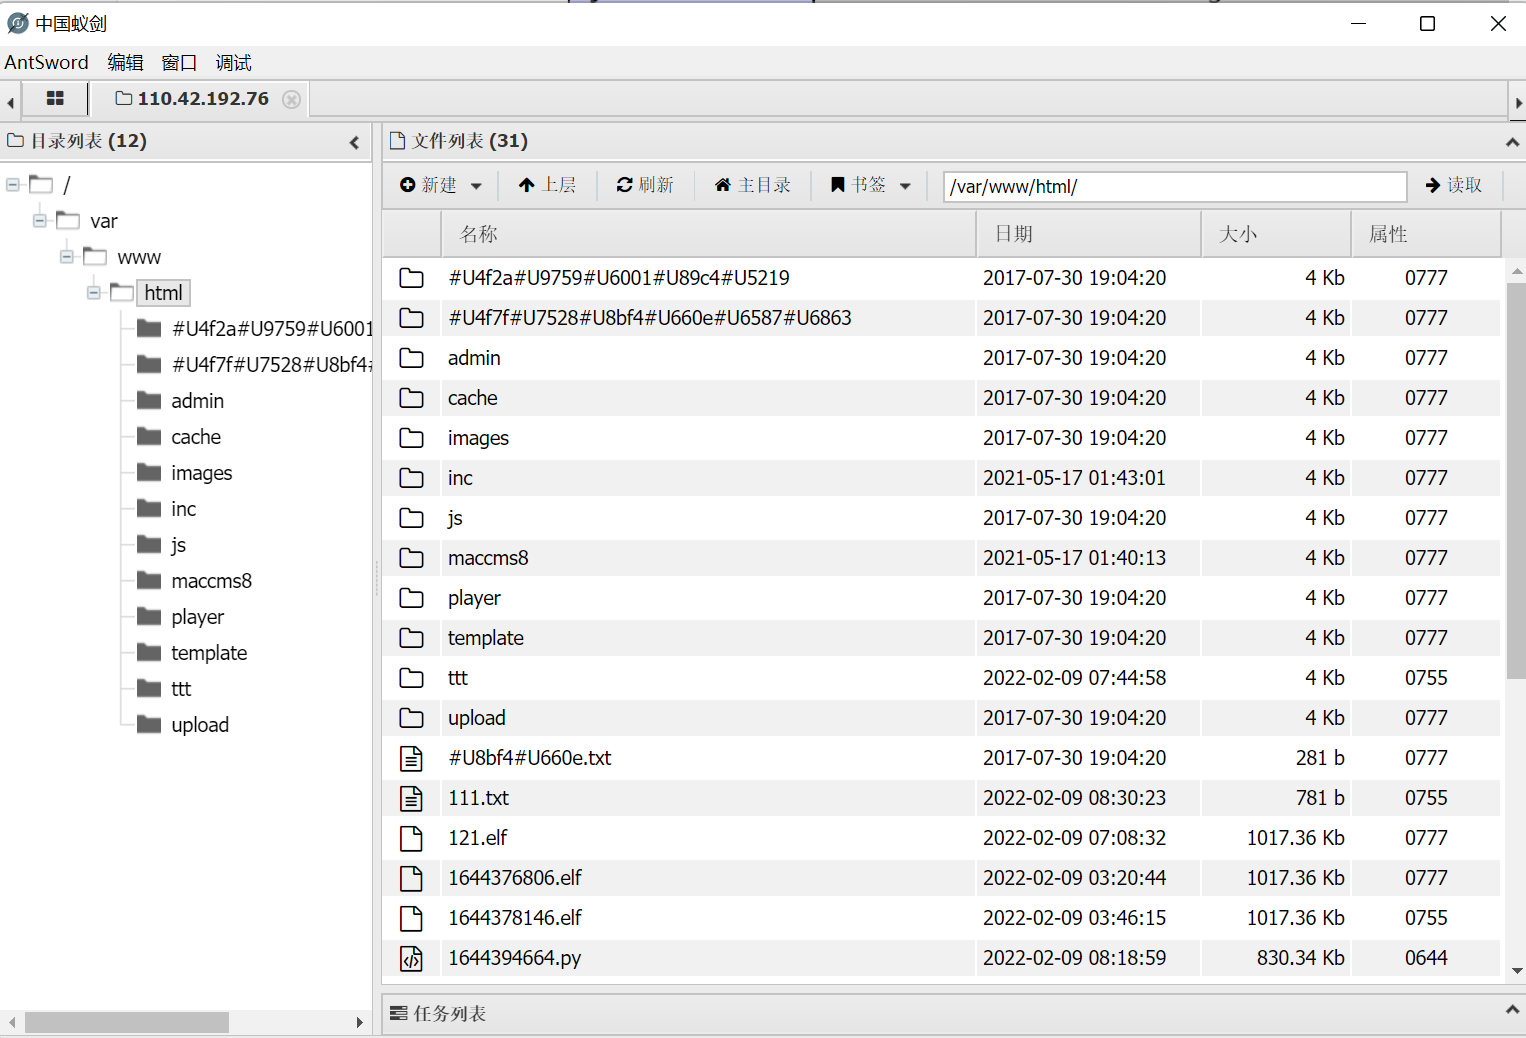 中国蚁剑
AntSword 编辑 窗口 调试
110.42.192.76
目录列表 (12)
/
var
www
html
#U4f2a#U9759#U6001
#U4f7f#U7528#U8bf4#
admin
cache
images
inc
js
maccms8
player
template
ttt
upload
文件列表 (31)
新建 上层 刷新 主目录 书签 /var/www/html/ 读取
名称 日期 大小 属性
#U4f2a#U9759#U6001#U89c4#U5219 2017-07-30 19:04:20 4 Kb 0777
#U4f7f#U7528#U8bf4#U660e#U6587#U6863 2017-07-30 19:04:20 4 Kb 0777
admin 2017-07-30 19:04:20 4 Kb 0777
cache 2017-07-30 19:04:20 4 Kb 0777
images 2017-07-30 19:04:20 4 Kb 0777
inc 2021-05-17 01:43:01 4 Kb 0777
js 2017-07-30 19:04:20 4 Kb 0777
maccms8 2021-05-17 01:40:13 4 Kb 0777
player 2017-07-30 19:04:20 4 Kb 0777
template 2017-07-30 19:04:20 4 Kb 0777
ttt 2022-02-09 07:44:58 4 Kb 0755
upload 2017-07-30 19:04:20 4 Kb 0777
#U8bf4#U660e.txt 2017-07-30 19:04:20 281 b 0777
111.txt 2022-02-09 08:30:23 781 b 0755
121.elf 2022-02-09 07:08:32 1017.36 Kb 0777
1644376806.elf 2022-02-09 03:20:44 1017.36 Kb 0777
1644378146.elf 2022-02-09 03:46:15 1017.36 Kb 0755
1644394664.py 2022-02-09 08:18:59 830.34 Kb 0644
任务列表